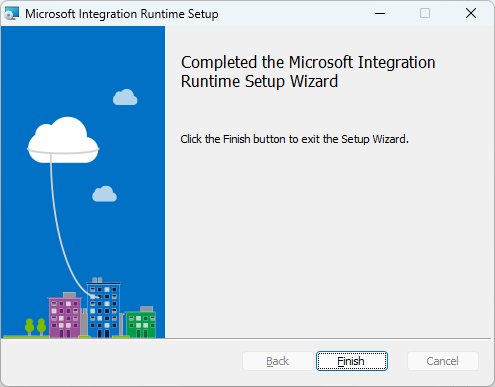 Microsoft Integration Runtime Setup
Completed the Microsoft Integration
Runtime Setup Wizard
Click the Finish button to exit the Setup Wizard.
Back
Finish
Cancel